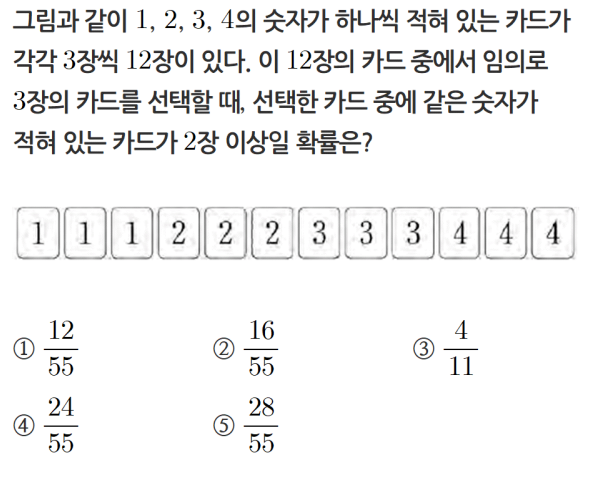 그림과 같이 1, 2, 3, 4의 숫자가 하나씩 적혀 있는 카드가
각각 3장씩 12장이 있다. 이 12장의 카드 중에서 임의로
3장의 카드를 선택할 때, 선택한 카드 중에 같은 숫자가
적혀 있는 카드가 2장 이상일 확률은?
1 1 1 2 2 2 3 3 3 4 4 4
① 12/55 ② 16/55 ③ 4/11
④ 24/55 ⑤ 28/55